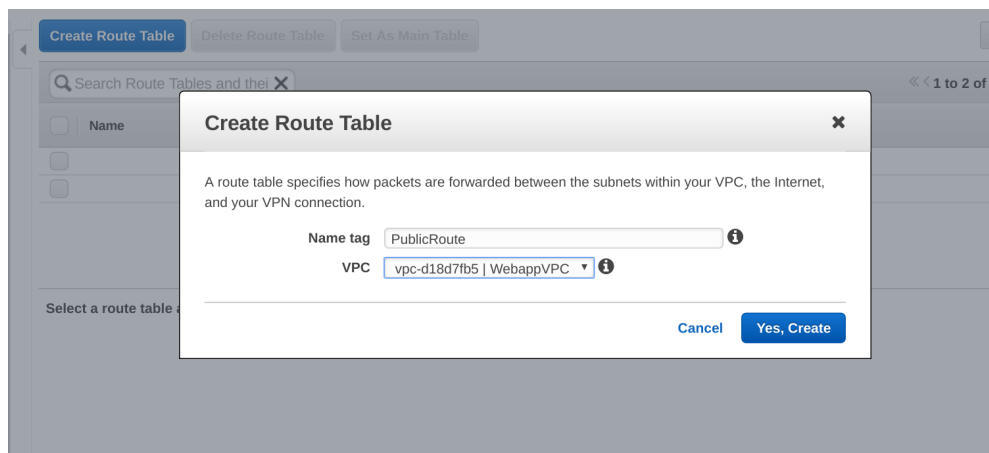 Create Route Table Delete Route Table Set As Main Table
Search Route Tables and thei
1 to 2 of
Name
Create Route Table
A route table specifies how packets are forwarded between the subnets within your VPC, the Internet,
and your VPN connection.
Name tag PublicRoute
VPC vpc-d18d7fb5 | WebappVPC
Select a route table
Cancel Yes, Create